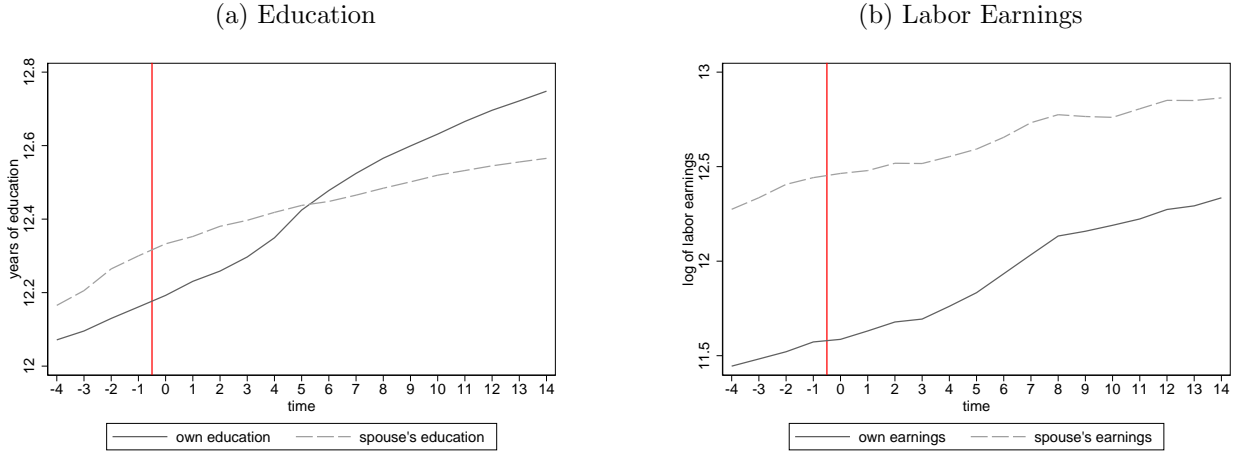 (a) Education
years of education
12.8
12.6
12.4
12.2
12
-4 -3 -2 -1 0 1 2 3 4 5 6 7 8 9 10 11 12 13 14
time
own education spouse's education
(b) Labor Earnings
log of labor earnings
13
12.5
12
11.5
-4 -3 -2 -1 0 1 2 3 4 5 6 7 8 9 10 11 12 13 14
time
own earnings spouse's earnings